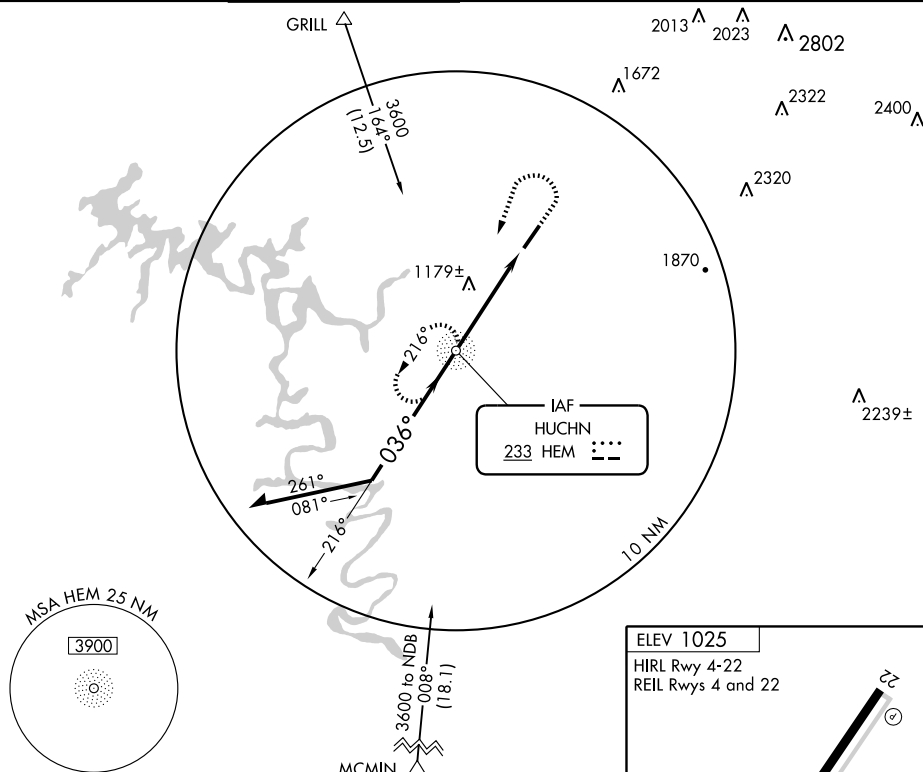 GRILL
3600
164°
(12.5)
2013
2023
2802
1672
2322
2400
2320
1870
1179±
216°
036°
IAF
HUCHN
233 HEM
2239±
261°
081°
216°
10 NM
MSA HEM 25 NM
3900
3600 to NDB
008°
(18.1)
MCMIN
ELEV 1025
HIRL Rwy 4-22
REIL Rwys 4 and 22
22
P